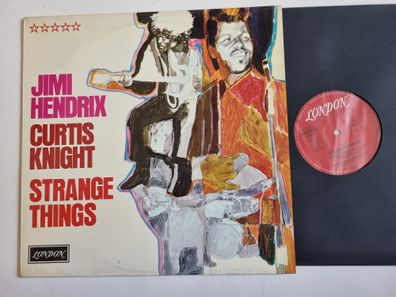 JIMI
HENDRIX
CURTIS
KNIGHT
STRANGE
THINGS
LONDON
LONDON